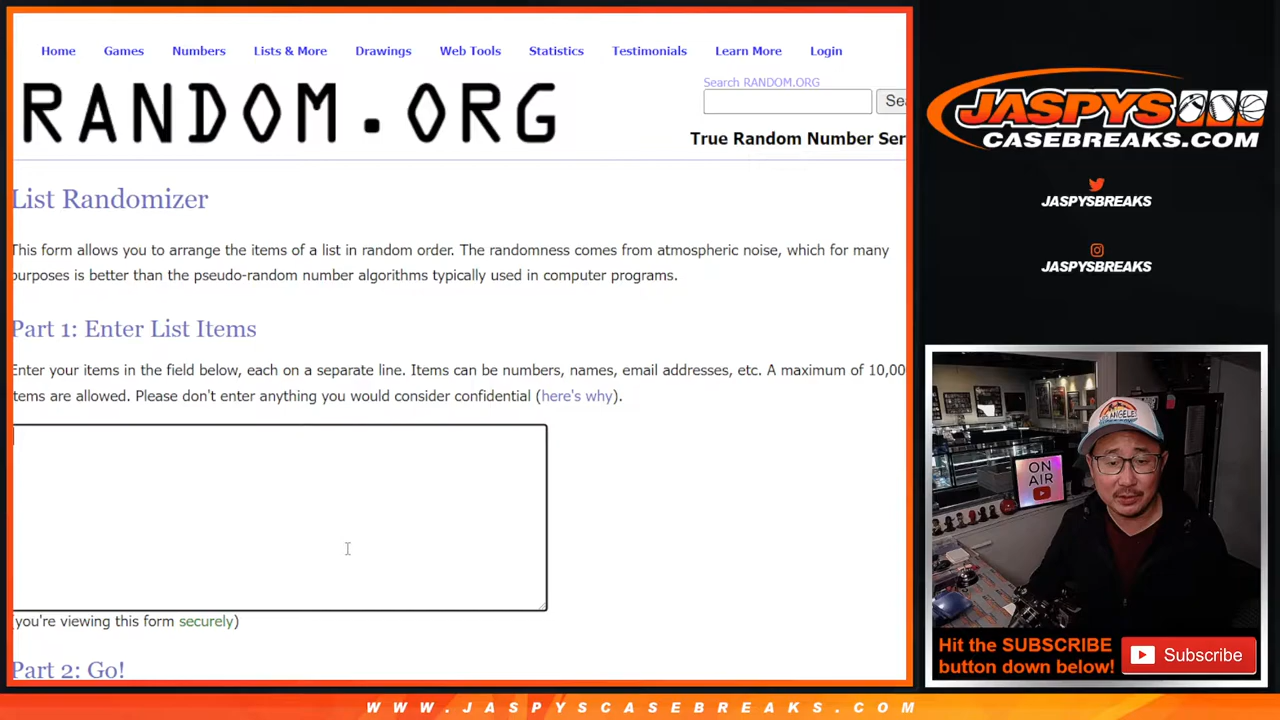 Home Games Numbers Lists & More Drawings Web Tools Statistics Testimonials Learn More Login
RANDOM.ORG
Search RANDOM.ORG
Sea
True Random Number Ser
List Randomizer
This form allows you to arrange the items of a list in random order. The randomness comes from atmospheric noise, which for many
purposes is better than the pseudo-random number algorithms typically used in computer programs.
Part 1: Enter List Items
Enter your items in the field below, each on a separate line. Items can be numbers, names, email addresses, etc. A maximum of 10,00
items are allowed. Please don't enter anything you would consider confidential (here's why).
(you're viewing this form securely)
Part 2: Go!
JASPYS
CASEBREAKS.COM
JASPYSBREAKS
JASPYSBREAKS
LOS ANGELES
ON
AIR
Hit the SUBSCRIBE
button down below!
Subscribe
WWW.JASPYSCASEBREAKS.COM